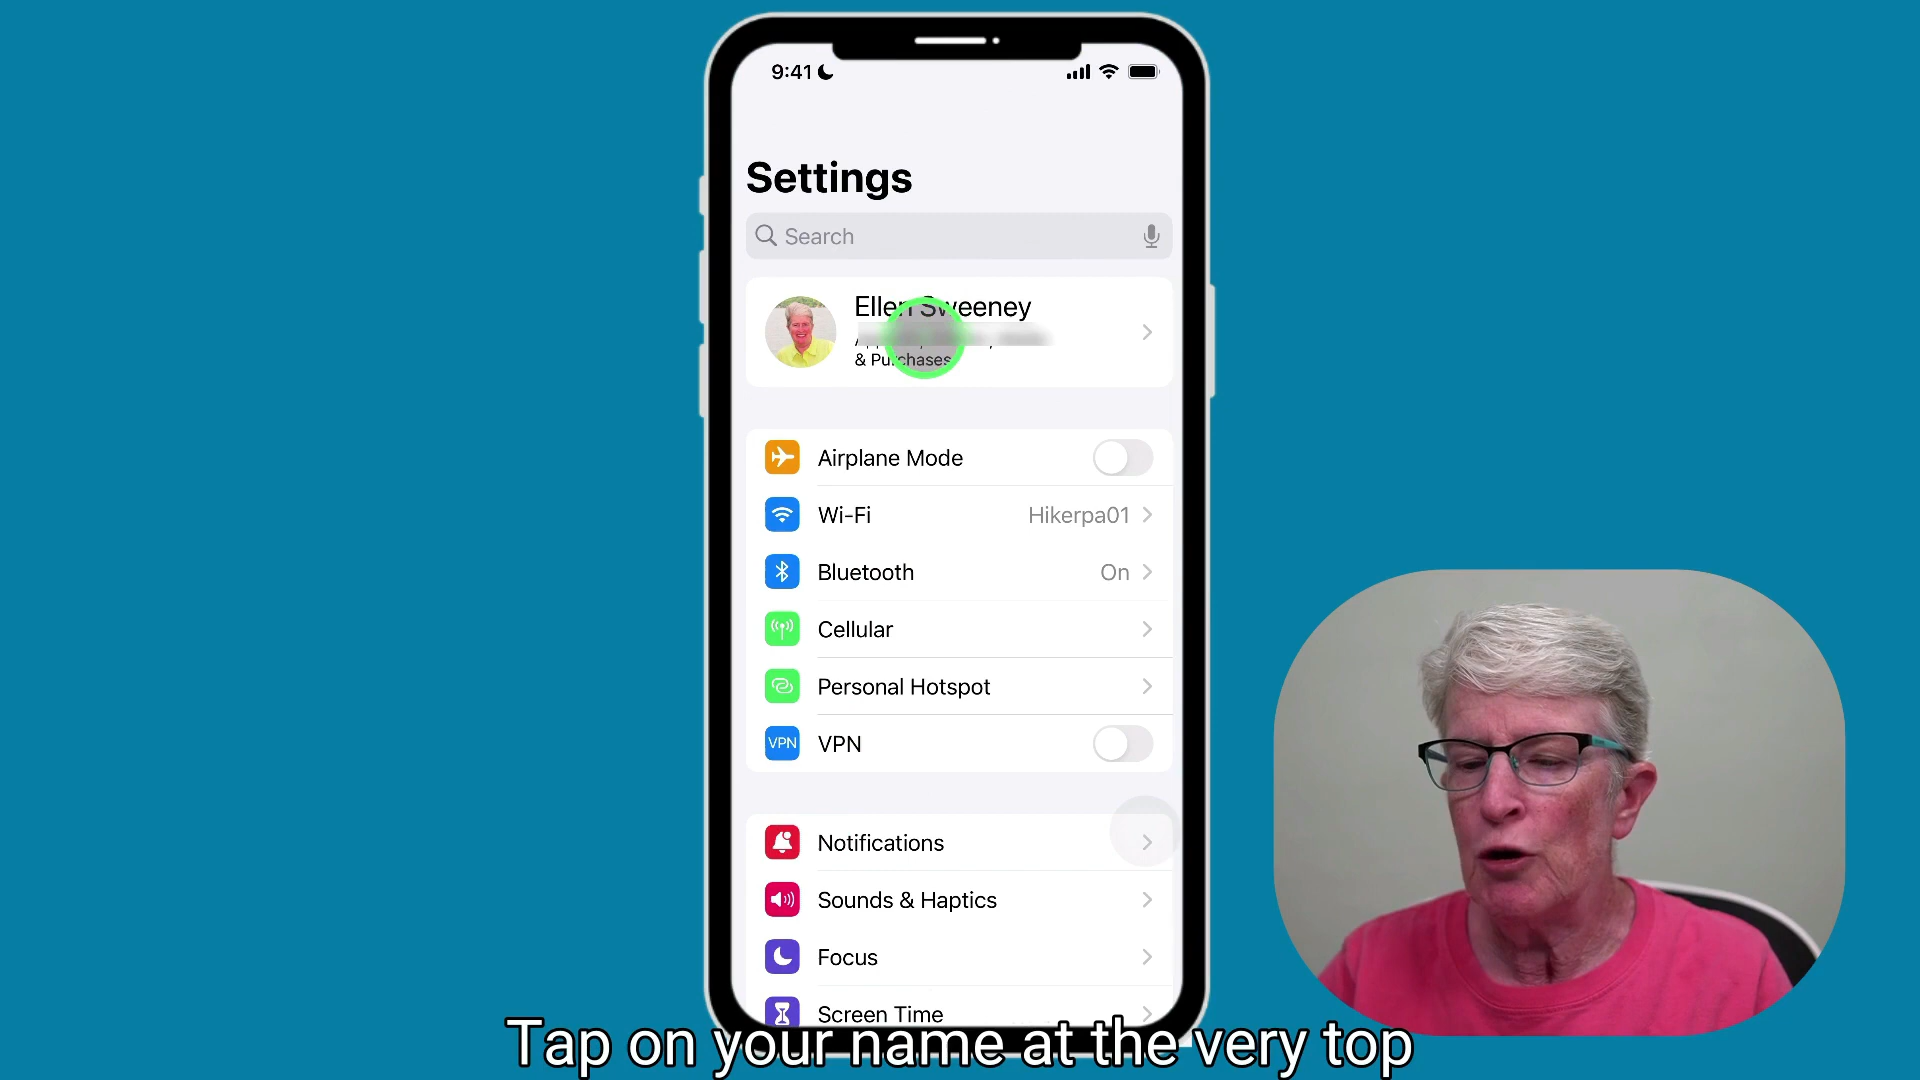 9:41
Settings
Search
Ellen Sweeney
& Purchases
Airplane Mode
Wi-Fi Hikerpa01
Bluetooth On
Cellular
Personal Hotspot
VPN VPN
Notifications
Sounds & Haptics
Focus
Screen Time
Tap on your name at the very top